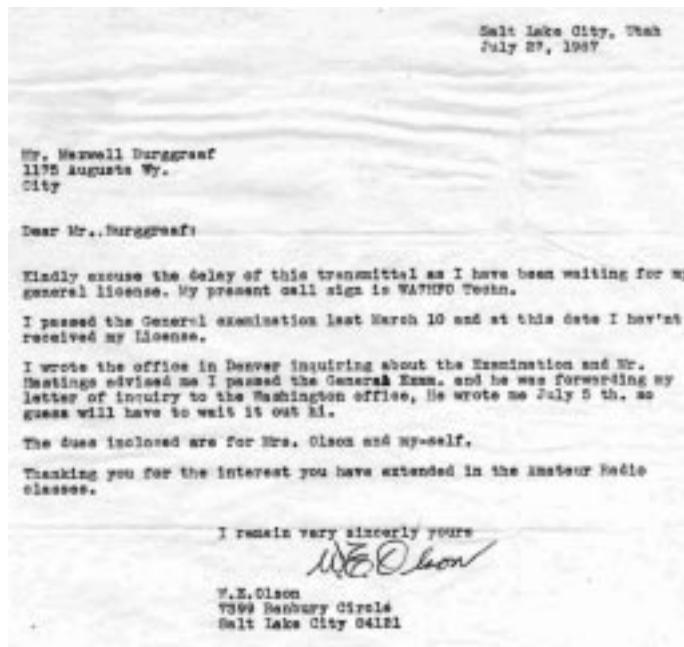 Salt Lake City, Utah
July 27, 1967
Mr. Maxwell Burggraaf
1175 Augusta Wy.
City
Dear Mr..Burggraaf:
Kindly excuse the delay of this transmittal as I have been waiting for my
general license. My present call sign is Techn.
I passed the General examination last March 10 and at this date I hav'nt
received my License.
I wrote the office in Denver inquiring about the Examination and Mr.
Hastings advised me I passed the General Exam. and he was forwarding my
letter of inquiry to the Washington office, He wrote me July 5 th. so
guess will have to wait it out hi.
The dues inclosed are for Mrs. Olson and my-self.
Thanking you for the interest you have extended in the Amateur Radio
classes.
I remain very sincerly yours
W E Olson
W.E.Olson
Banbury Circle
Salt Lake City 84121